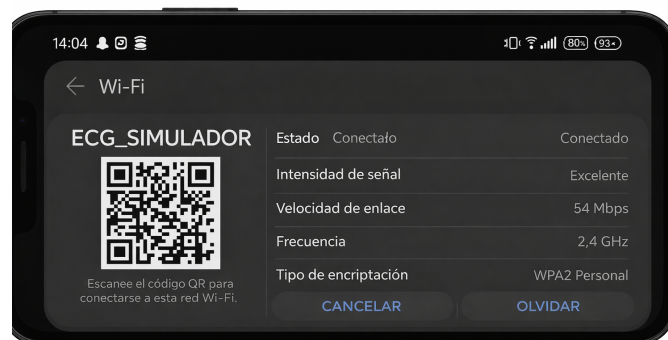 14:04
80%
93
Wi-Fi
ECG_SIMULADOR
Escanee el código QR para
conectarse a esta red Wi-Fi.
Estado Conectało Conectado
Intensidad de señal Excelente
Velocidad de enlace 54 Mbps
Frecuencia 2,4 GHz
Tipo de encriptación WPA2 Personal
CANCELAR OLVIDAR